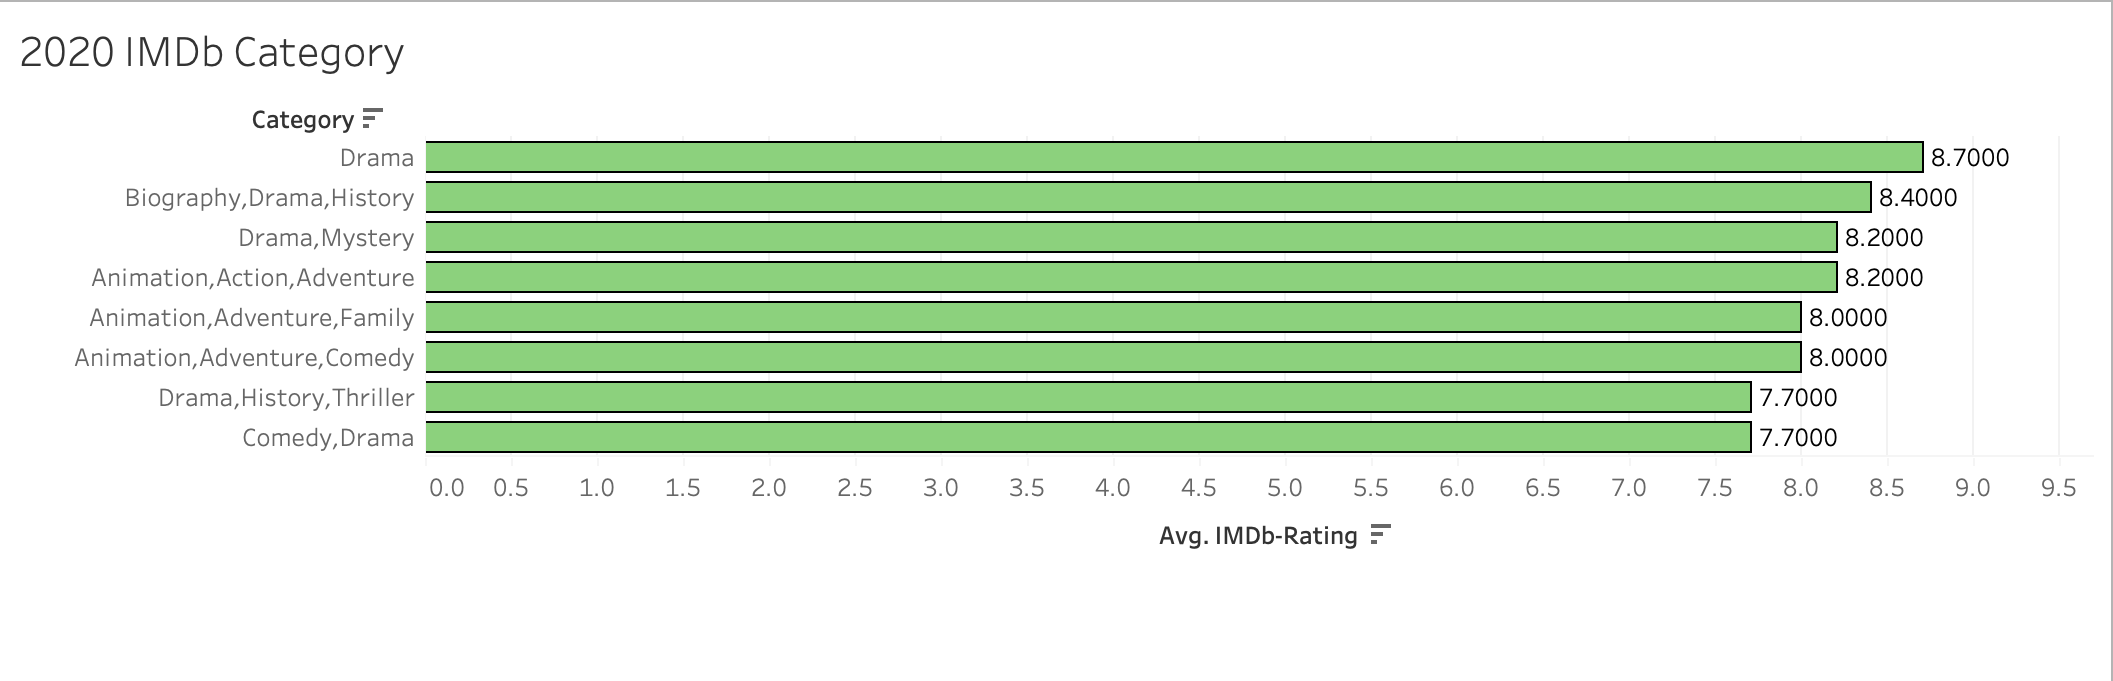 2020 IMDb Category
Category
Drama 8.7000
Biography,Drama,History 8.4000
Drama,Mystery 8.2000
Animation,Action,Adventure 8.2000
Animation,Adventure,Family 8.0000
Animation,Adventure,Comedy 8.0000
Drama,History,Thriller 7.7000
Comedy,Drama 7.7000
0.0 0.5 1.0 1.5 2.0 2.5 3.0 3.5 4.0 4.5 5.0 5.5 6.0 6.5 7.0 7.5 8.0 8.5 9.0 9.5
Avg. IMDb-Rating